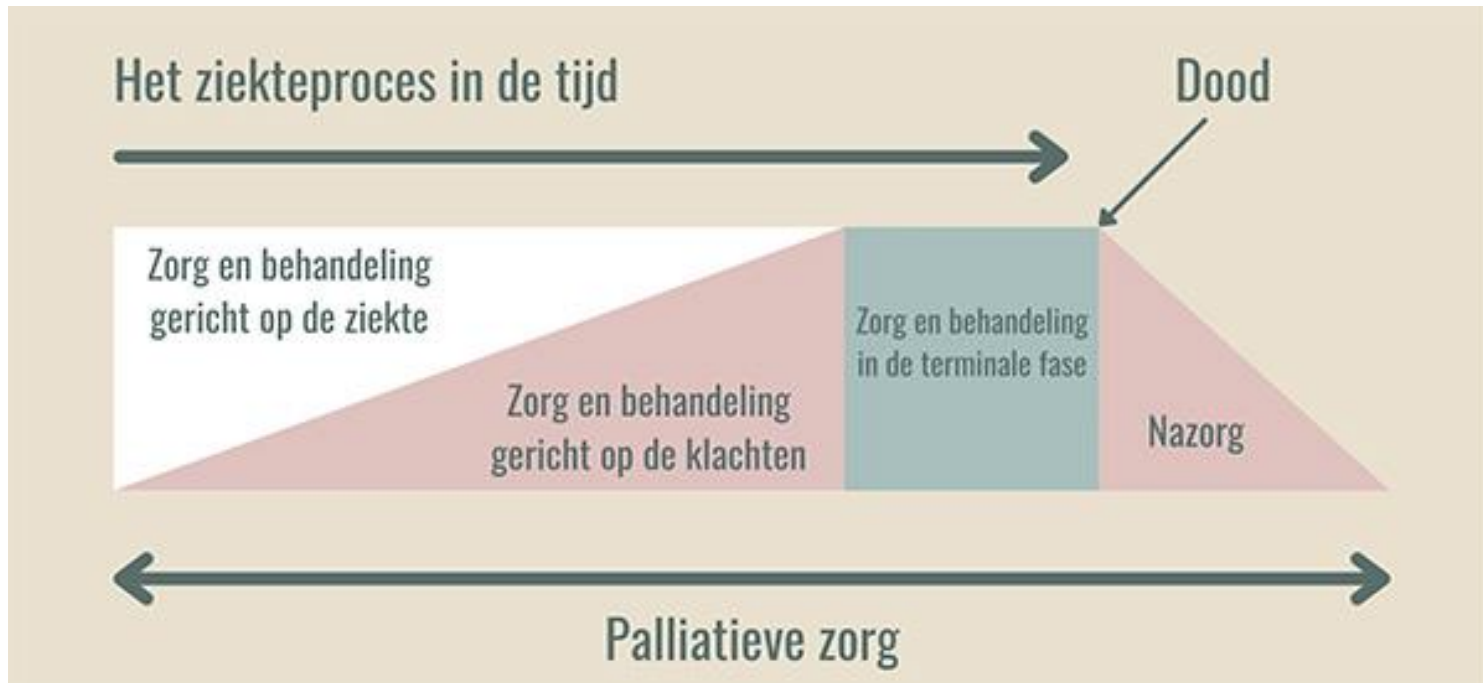 Het ziekteproces in de tijd
Dood
Zorg en behandeling
gericht op de ziekte
Zorg en behandeling
gericht op de klachten
Zorg en behandeling
in de terminale fase
Nazorg
Palliatieve zorg